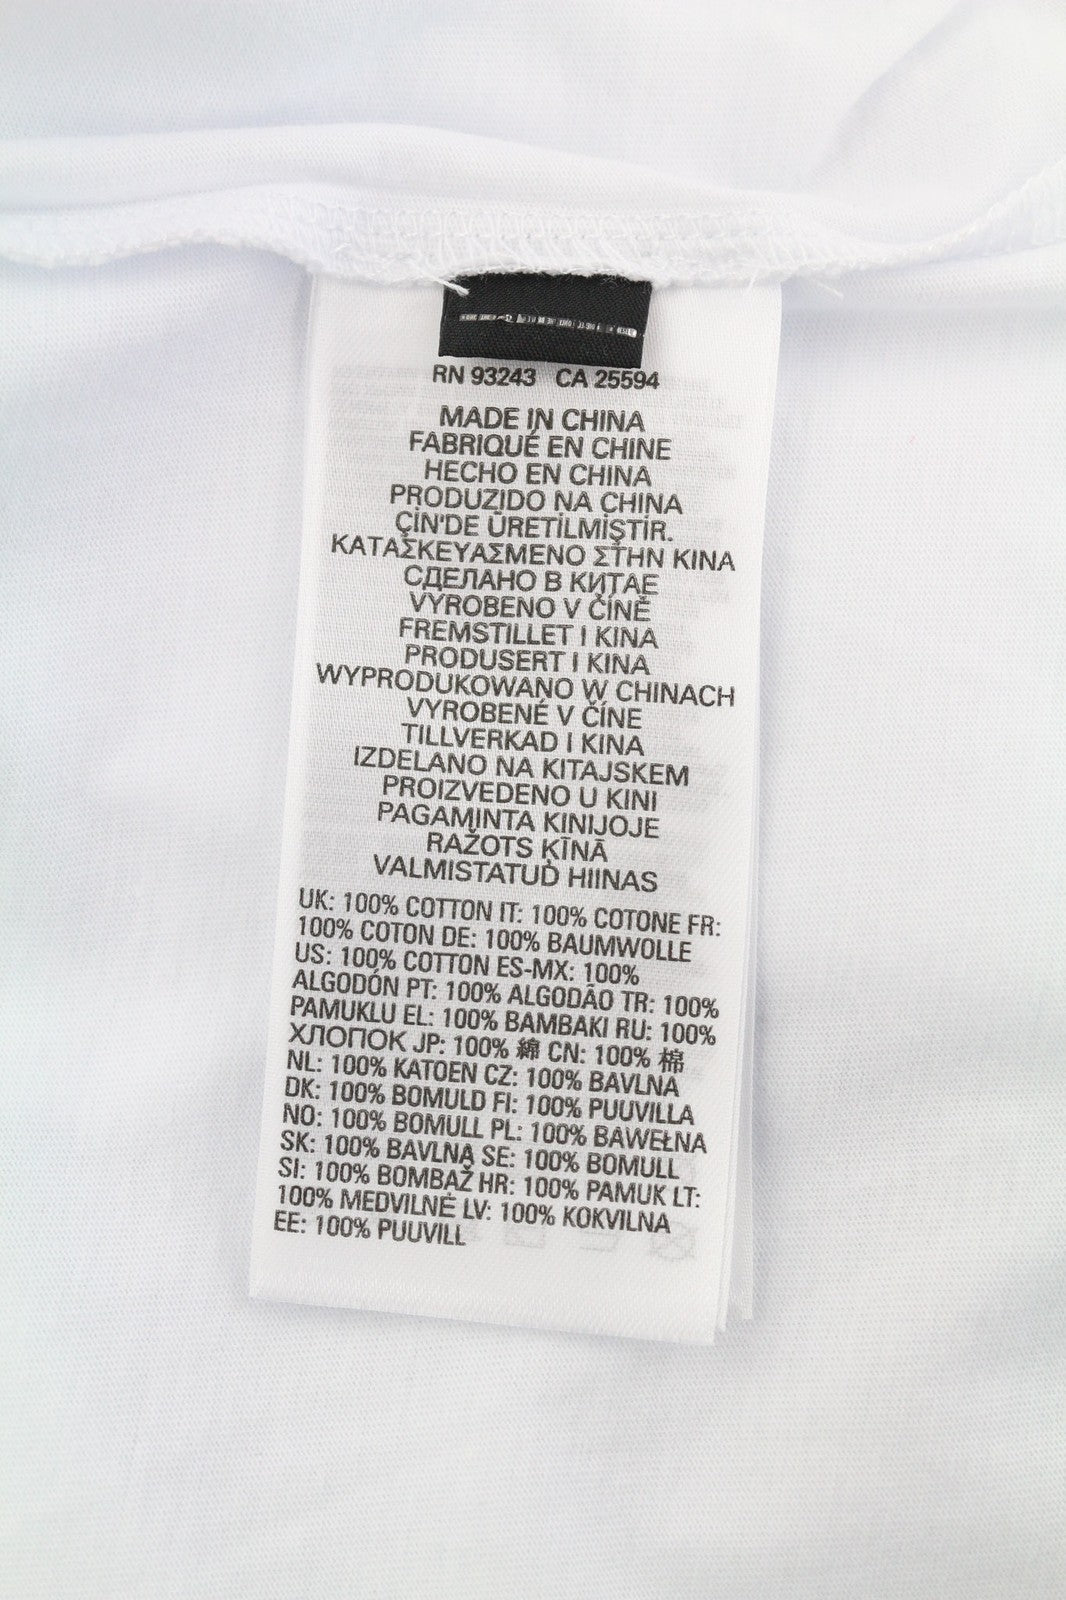 RN 93243 CA 25594
MADE IN CHINA
FABRIQUÉ EN CHINE
HECHO EN CHINA
PRODUZIDO NA CHINA
ÇİN'DE ÜRETİLMİŞTİR.
ΚΑΤΑΣΚΕΥΑΣΜΕΝΟ ΣΤΗΝ ΚΙΝΑ
СДЕЛАНО В КИТАЕ
VYROBENO V ČÍNĚ
FREMSTILLET I KINA
PRODUSERT I KINA
WYPRODUKOWANO W CHINACH
VYROBENÉ V ČÍNE
TILLVERKAD I KINA
IZDELANO NA KITAJSKEM
PROIZVEDENO U KINI
PAGAMINTA KINIJOJE
RAŽOTS ĶĪNĀ
VALMISTATUD HIINAS
UK: 100% COTTON IT: 100% COTONE FR:
100% COTON DE: 100% BAUMWOLLE
US: 100% COTTON ES-MX: 100%
ALGODÓN PT: 100% ALGODÃO TR: 100%
PAMUKLU EL: 100% ΒΑΜΒΑΚΙ RU: 100%
ХЛОПОК JP: 100% 綿 CN: 100% 棉
NL: 100% KATOEN CZ: 100% BAVLNA
DK: 100% BOMULD FI: 100% PUUVILLA
NO: 100% BOMULL PL: 100% BAWEŁNA
SK: 100% BAVLNA SE: 100% BOMULL
SI: 100% BOMBAŽ HR: 100% PAMUK LT:
100% MEDVILNĖ LV: 100% KOKVILNA
EE: 100% PUUVILL